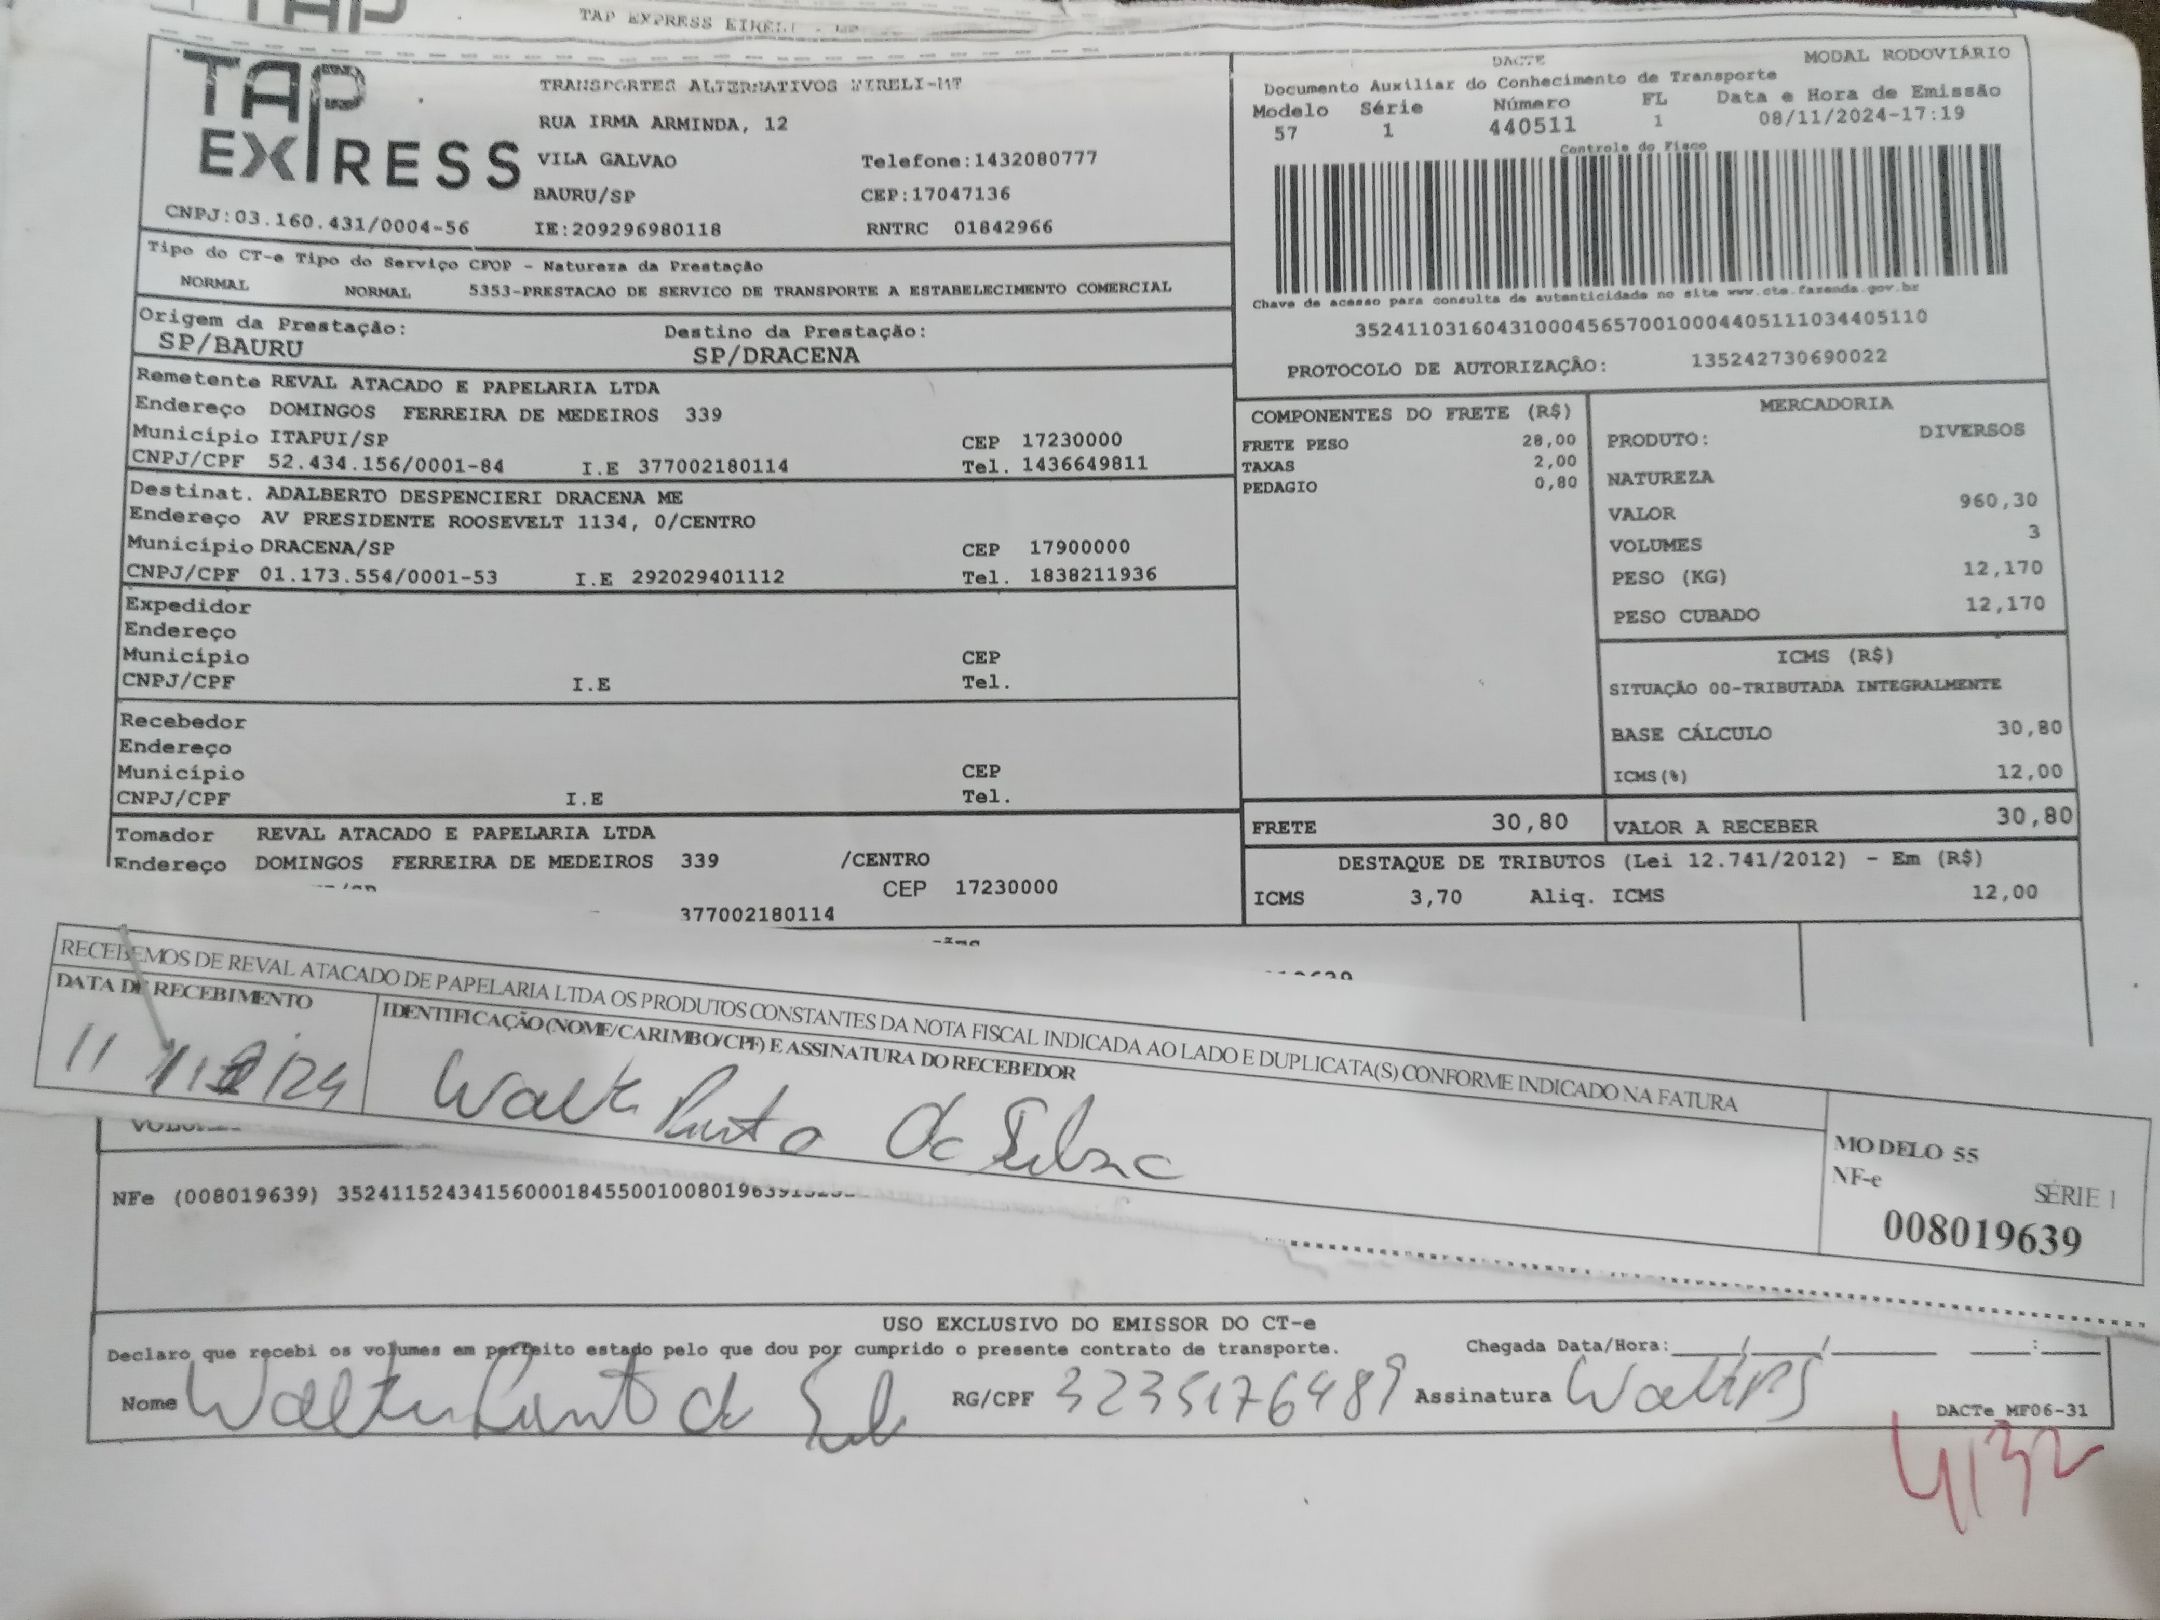 TAP
TAP EXPRESS EIRELI - ME
TAP
EXPRESS
TRANSPORTES ALTERNATIVOS EIRELI-MT
RUA IRMA ARMINDA, 12
VILA GALVAO Telefone:1432080777
BAURU/SP CEP:17047136
CNPJ:03.160.431/0004-56 IE:209296980118 RNTRC 01842966
DACTE MODAL RODOVIÁRIO
Documento Auxiliar do Conhecimento de Transporte
Modelo Série Número FL Data e Hora de Emissão
57 1 440511 1 08/11/2024-17:19
Controle do Fisco
Chave de acesso para consulta de autenticidade no site www.cte.fazenda.gov.br
35241103160431000456570010004405111034405110
PROTOCOLO DE AUTORIZAÇÂO: 135242730690022
Tipo do CT-e Tipo do Serviço CFOP - Natureza da Prestação
NORMAL NORMAL 5353-PRESTACAO DE SERVICO DE TRANSPORTE A ESTABELECIMENTO COMERCIAL
Origem da Prestação: Destino da Prestação:
SP/BAURU SP/DRACENA
Remetente REVAL ATACADO E PAPELARIA LTDA
Endereço DOMINGOS FERREIRA DE MEDEIROS 339
Município ITAPUI/SP CEP 17230000
CNPJ/CPF 52.434.156/0001-84 I.E 377002180114 Tel. 1436649811
Destinat. ADALBERTO DESPENCIERI DRACENA ME
Endereço AV PRESIDENTE ROOSEVELT 1134, 0/CENTRO
Município DRACENA/SP CEP 17900000
CNPJ/CPF 01.173.554/0001-53 I.E 292029401112 Tel. 1838211936
Expedidor
Endereço
Município CEP
CNPJ/CPF I.E Tel.
Recebedor
Endereço
Município CEP
CNPJ/CPF I.E Tel.
Tomador REVAL ATACADO E PAPELARIA LTDA
Endereço DOMINGOS FERREIRA DE MEDEIROS 339 /CENTRO
CEP 17230000
377002180114
COMPONENTES DO FRETE (R$)
FRETE PESO 28,00
TAXAS 2,00
PEDAGIO 0,80
MERCADORIA
PRODUTO: DIVERSOS
NATUREZA
VALOR 960,30
VOLUMES 3
PESO (KG) 12,170
PESO CUBADO 12,170
ICMS (R$)
SITUAÇÃO 00-TRIBUTADA INTEGRALMENTE
BASE CÁLCULO 30,80
ICMS(%) 12,00
FRETE 30,80 VALOR A RECEBER 30,80
DESTAQUE DE TRIBUTOS (Lei 12.741/2012) - Em (R$)
ICMS 3,70 Aliq. ICMS 12,00
RECEBEMOS DE REVAL ATACADO DE PAPELARIA LTDA OS PRODUTOS CONSTANTES DA NOTA FISCAL INDICADA AO LADO E DUPLICATA(S) CONFORME INDICADO NA FATURA
DATA DE RECEBIMENTO IDENTIFICAÇÃO (NOME/CARIMBO/CPF) E ASSINATURA DO RECEBEDOR
Pinto da Silva
MODELO 55
NF-e SÉRIE 1
008019639
NFe (008019639)
USO EXCLUSIVO DO EMISSOR DO CT-e
Declaro que recebi os volumes em perfeito estado pelo que dou por cumprido o presente contrato de transporte. Chegada Data/Hora:____/____/________ ____:____
Nome Walter Pinto da Sil RG/CPF 3235176489 Assinatura
DACTe MF06-31
4132